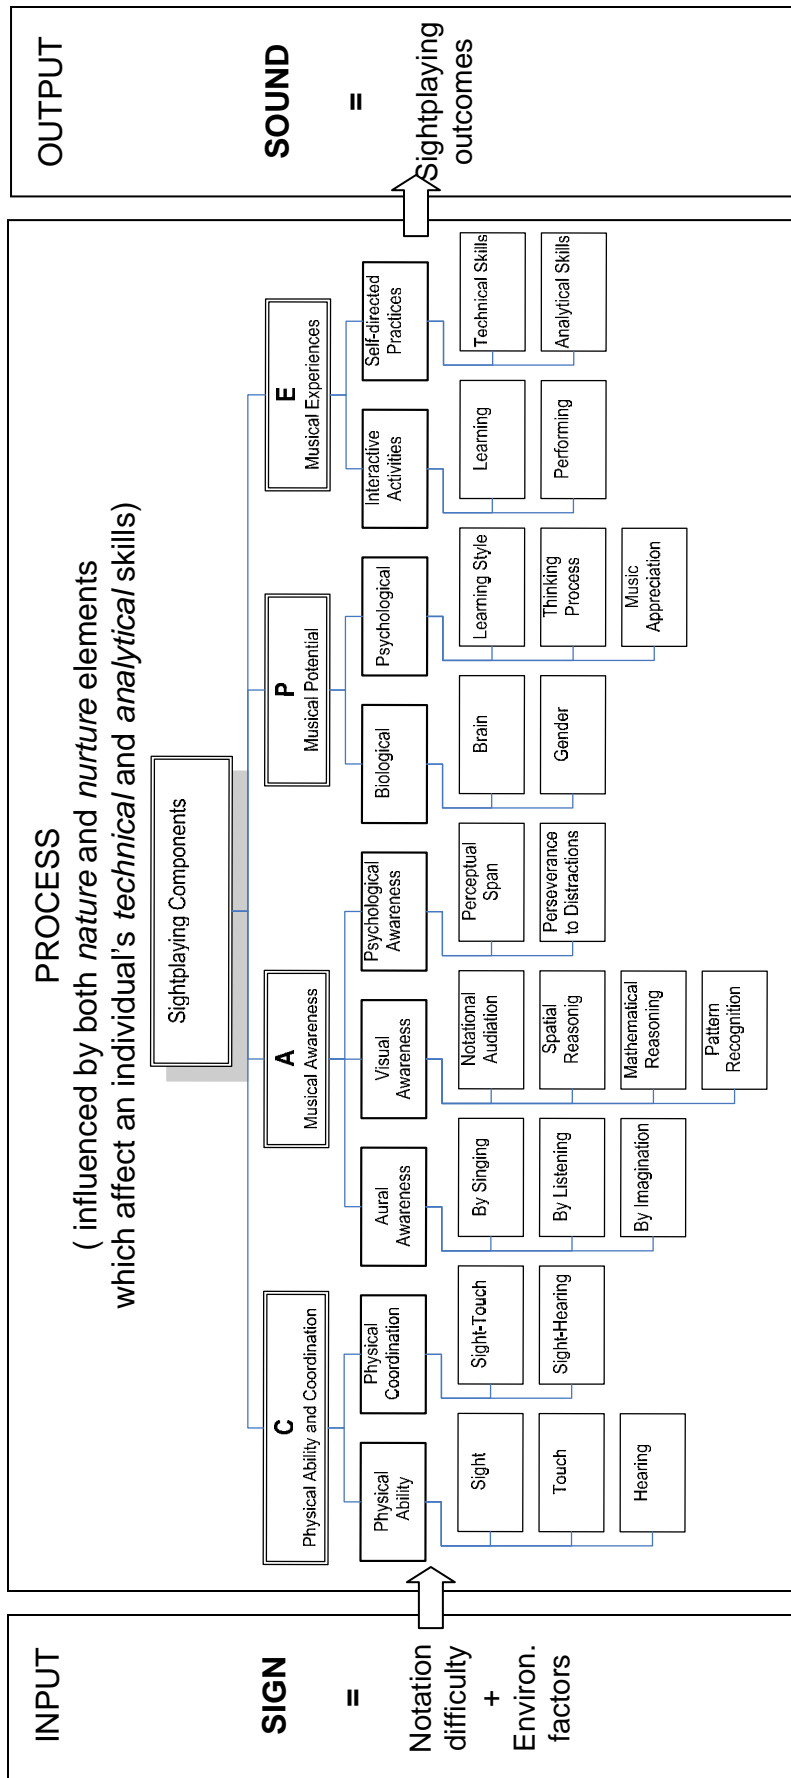 INPUT
SIGN
=
Notation
difficulty
+
Environ.
factors
PROCESS
( influenced by both nature and nurture elements
which affect an individual's technical and analytical skills)
Sightplaying Components
C
Physical Ability and Coordination
Physical
Ability
Sight
Touch
Hearing
Physical
Coordination
Sight-Touch
Sight-Hearing
A
Musical Awareness
Aural
Awareness
By Singing
By Listening
By Imagination
Visual
Awareness
Notational
Audiation
Spatial
Reasonig
Mathematical
Reasoning
Pattern
Recognition
Psychological
Awareness
Perceptual
Span
Perseverance
to Distractions
P
Musical Potential
Biological
Brain
Gender
Psychological
Learning Style
Thinking
Process
Music
Appreciation
E
Musical Experiences
Interactive
Activities
Learning
Performing
Self-directed
Practices
Technical Skills
Analytical Skills
OUTPUT
SOUND
=
Sightplaying
outcomes